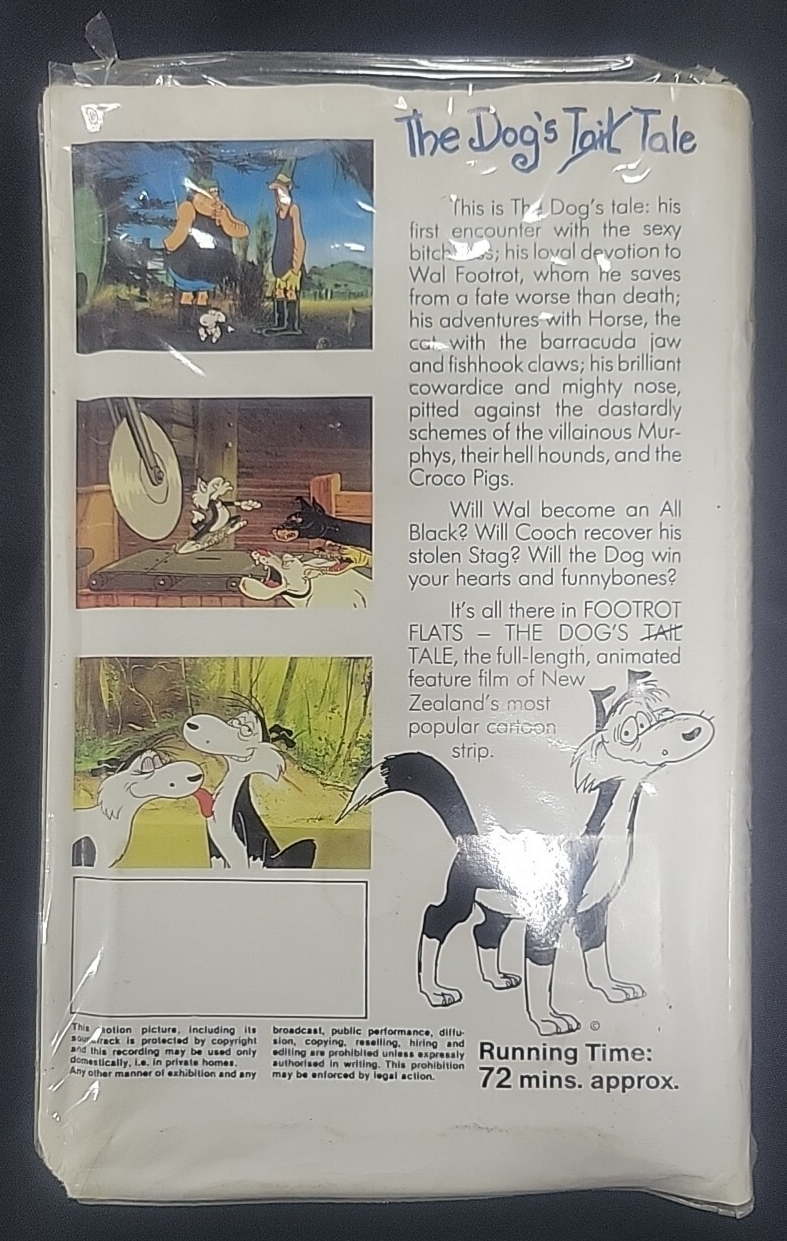 The Dog's Tail Tale
This is The Dog's tale: his
first encounter with the sexy
bitch; his loyal devotion to
Wal Footrot, whom he saves
from a fate worse than death;
his adventures with Horse, the
cat with the barracuda jaw
and fishhook claws; his brilliant
cowardice and mighty nose,
pitted against the dastardly
schemes of the villainous Mur-
phys, their hell hounds, and the
Croco Pigs.
Will Wal become an All
Black? Will Cooch recover his
stolen Stag? Will the Dog win
your hearts and funnybones?
It's all there in FOOTROT
FLATS – THE DOG'S TAIL
TALE, the full-length, animated
feature film of New
Zealand's most
popular cartoon
strip.
©
This motion picture, including its
soundtrack is protected by copyright
and this recording may be used only
domestically, i.e. in private homes.
Any other manner of exhibition and any
broadcast, public performance, diffu-
sion, copying, reselling, hiring and
editing are prohibited unless expressly
authorised in writing. This prohibition
may be enforced by legal action.
Running Time:
72 mins. approx.